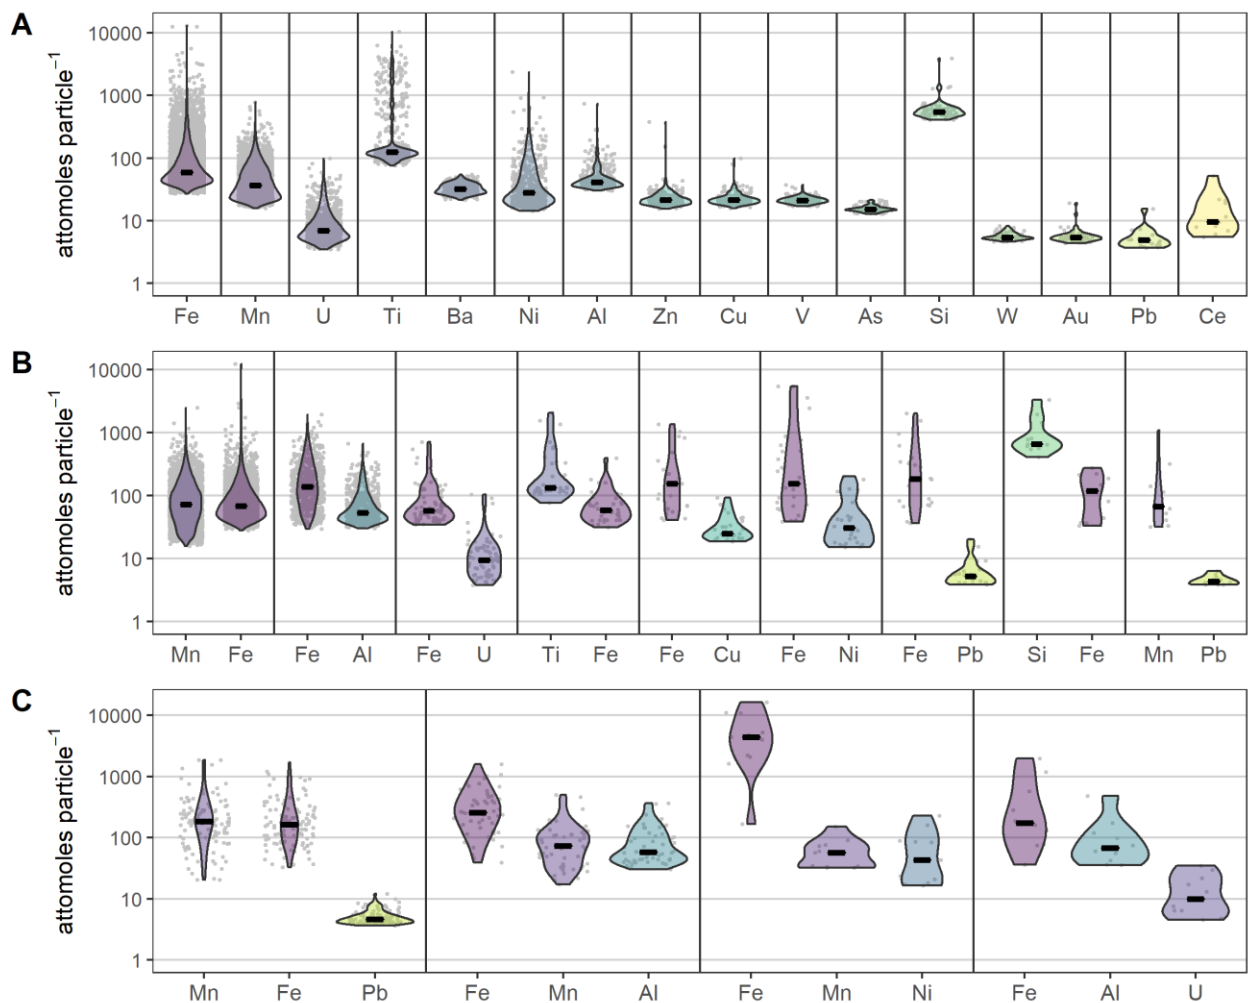 A
attomoles particle⁻¹
10000
1000
100
10
1
Fe Mn U Ti Ba Ni Al Zn Cu V As Si W Au Pb Ce
B
attomoles particle⁻¹
10000
1000
100
10
1
Mn Fe Fe Al Fe U Ti Fe Fe Cu Fe Ni Fe Pb Si Fe Mn Pb
C
attomoles particle⁻¹
10000
1000
100
10
1
Mn Fe Pb Fe Mn Al Fe Mn Ni Fe Al U